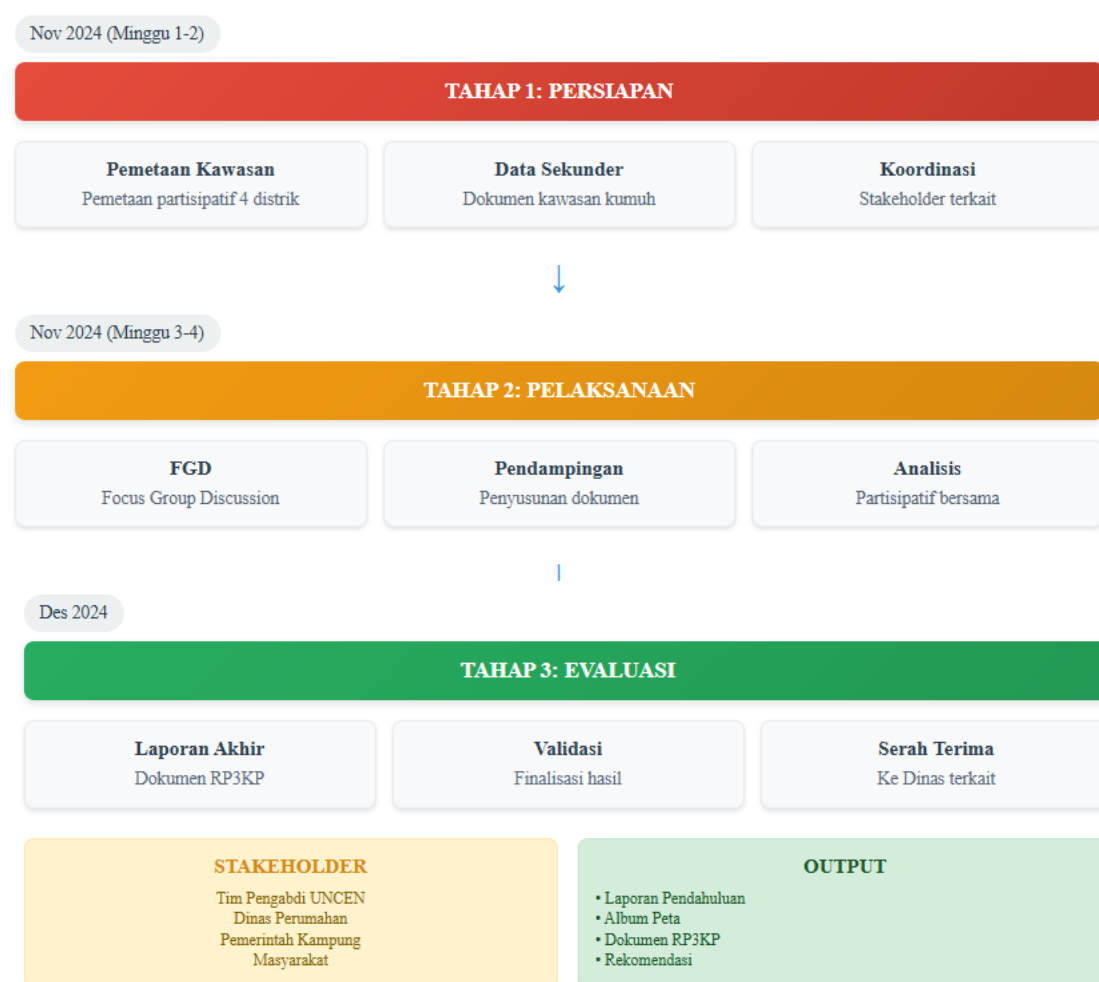 Nov 2024 (Minggu 1-2)
TAHAP 1: PERSIAPAN
Pemetaan Kawasan
Pemetaan partisipatif 4 distrik
Data Sekunder
Dokumen kawasan kumuh
Koordinasi
Stakeholder terkait
↓
Nov 2024 (Minggu 3-4)
TAHAP 2: PELAKSANAAN
FGD
Focus Group Discussion
Pendampingan
Penyusunan dokumen
Analisis
Partisipatif bersama
Des 2024
TAHAP 3: EVALUASI
Laporan Akhir
Dokumen RP3KP
Validasi
Finalisasi hasil
Serah Terima
Ke Dinas terkait
STAKEHOLDER
Tim Pengabdi UNCEN
Dinas Perumahan
Pemerintah Kampung
Masyarakat
OUTPUT
• Laporan Pendahuluan
• Album Peta
• Dokumen RP3KP
• Rekomendasi